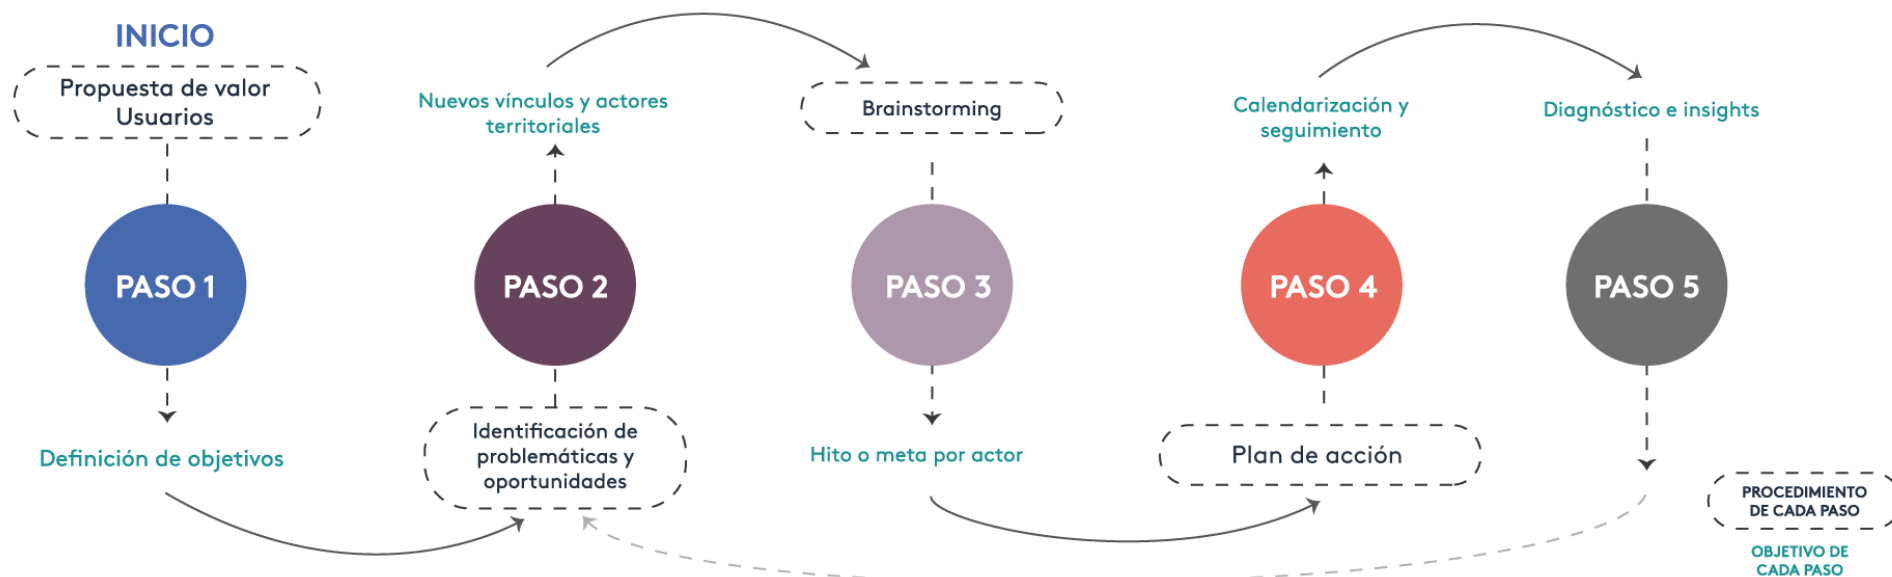 INICIO
Propuesta de valor
Usuarios
PASO 1
Definición de objetivos
Nuevos vínculos y actores
territoriales
PASO 2
Identificación de
problemáticas y
oportunidades
Brainstorming
PASO 3
Hito o meta por actor
Calendarización y
seguimiento
PASO 4
Plan de acción
Diagnóstico e insights
PASO 5
PROCEDIMIENTO
DE CADA PASO
OBJETIVO DE
CADA PASO